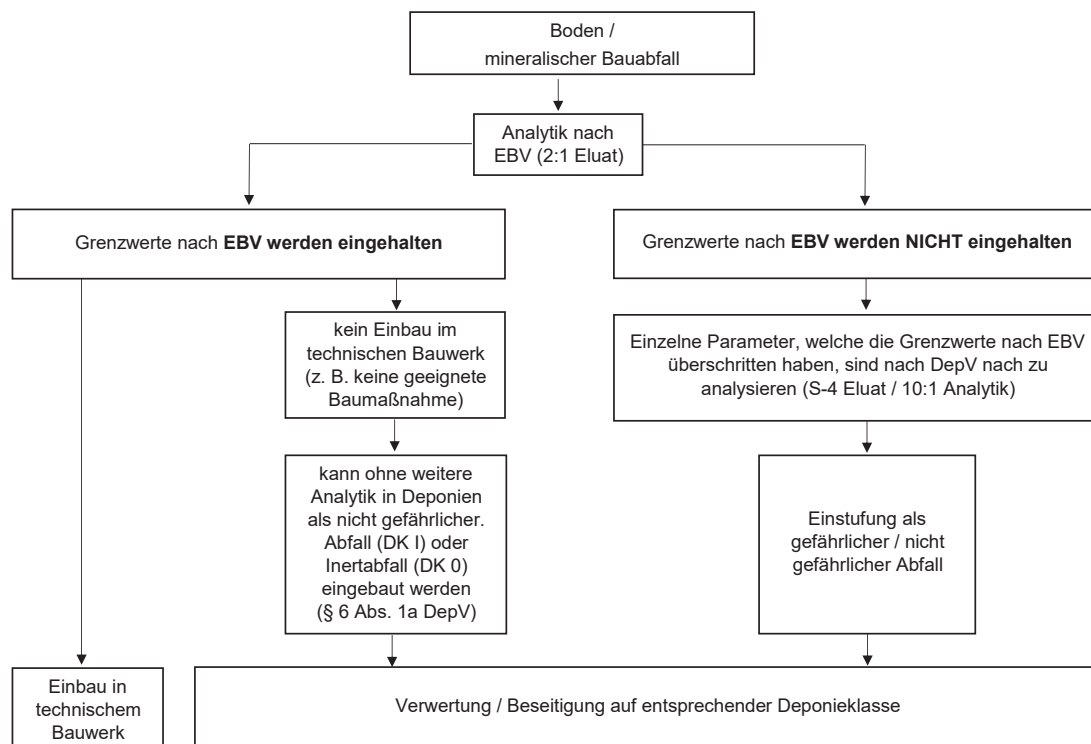 Boden /
mineralischer Bauabfall
Analytik nach
EBV (2:1 Eluat)
Grenzwerte nach EBV werden eingehalten
Grenzwerte nach EBV werden NICHT eingehalten
kein Einbau im
technischen Bauwerk
(z. B. keine geeignete
Baumaßnahme)
Einzelne Parameter, welche die Grenzwerte nach EBV
überschritten haben, sind nach DepV nach zu
analysieren (S-4 Eluat / 10:1 Analytik)
kann ohne weitere
Analytik in Deponien
als nicht gefährlicher.
Abfall (DK I) oder
Inertabfall (DK 0)
eingebaut werden
(§ 6 Abs. 1a DepV)
Einstufung als
gefährlicher / nicht
gefährlicher Abfall
Einbau in
technischem
Bauwerk
Verwertung / Beseitigung auf entsprechender Deponieklasse